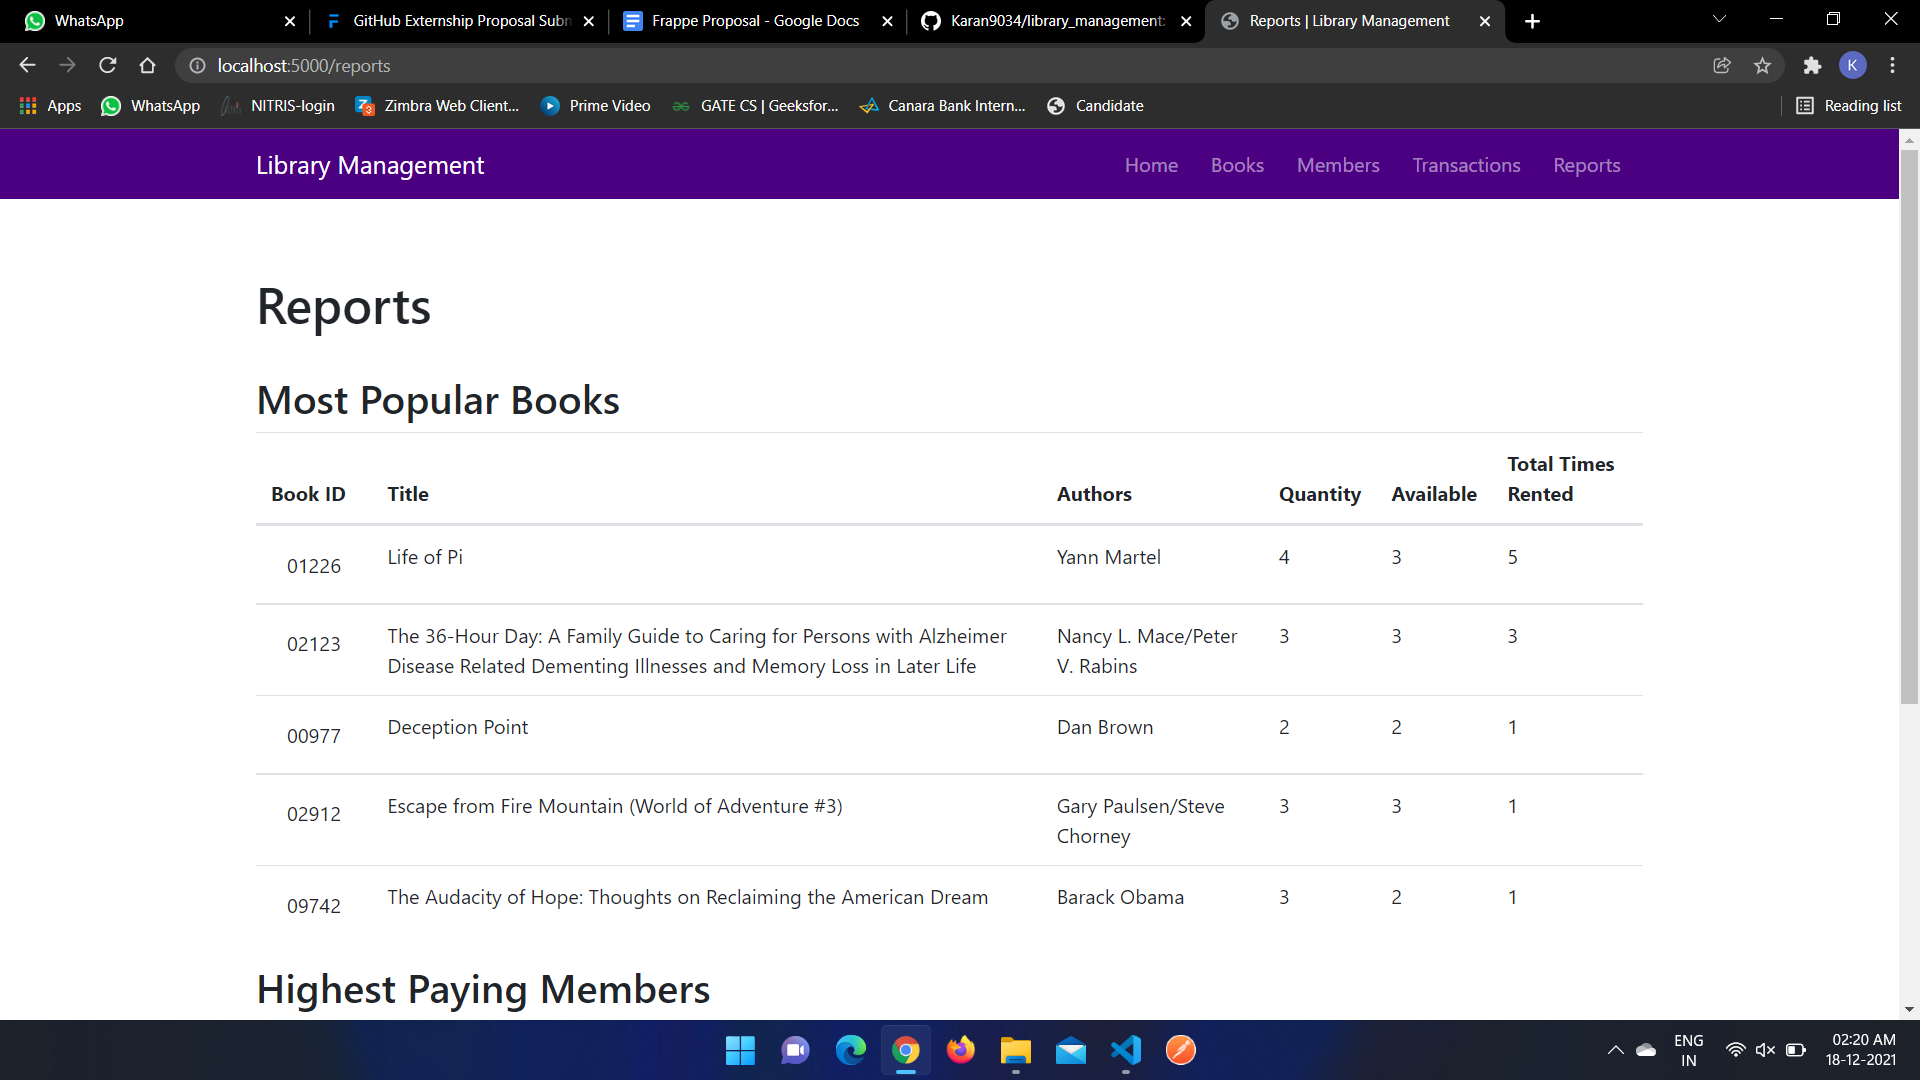 WhatsApp
GitHub Externship Proposal Subm
Frappe Proposal - Google Docs
Karan9034/library_management:
Reports | Library Management
localhost:5000/reports
K
Apps
WhatsApp
NITRIS-login
Zimbra Web Client...
Prime Video
GATE CS | Geeksfor...
Canara Bank Intern...
Candidate
Reading list
Library Management
Home
Books
Members
Transactions
Reports
Reports
Most Popular Books
Book ID Title Authors Quantity Available Total Times Rented
01226 Life of Pi Yann Martel 4 3 5
02123 The 36-Hour Day: A Family Guide to Caring for Persons with Alzheimer Disease Related Dementing Illnesses and Memory Loss in Later Life Nancy L. Mace/Peter V. Rabins 3 3 3
00977 Deception Point Dan Brown 2 2 1
02912 Escape from Fire Mountain (World of Adventure #3) Gary Paulsen/Steve Chorney 3 3 1
09742 The Audacity of Hope: Thoughts on Reclaiming the American Dream Barack Obama 3 2 1
Highest Paying Members
ENG
IN
02:20 AM
18-12-2021